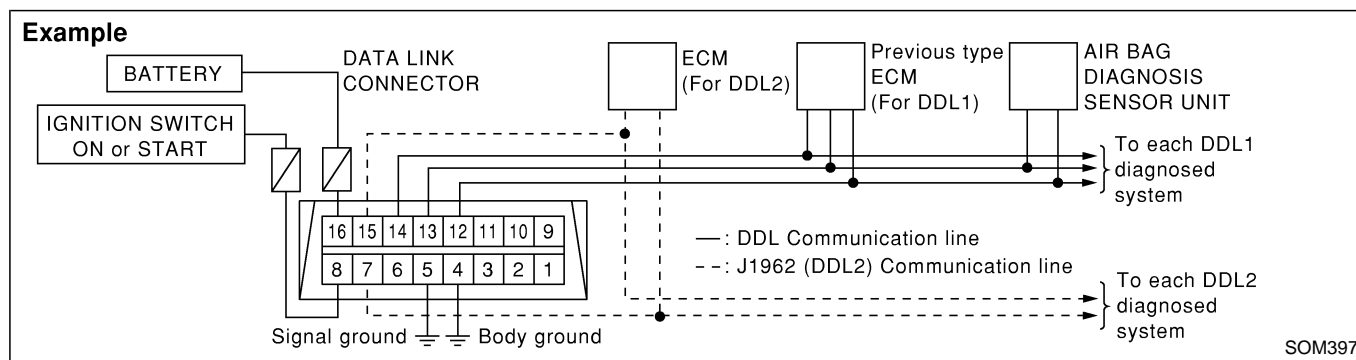 Example
BATTERY
IGNITION SWITCH
ON or START
DATA LINK
CONNECTOR
ECM
(For DDL2)
Previous type
ECM
(For DDL1)
AIR BAG
DIAGNOSIS
SENSOR UNIT
To each DDL1
diagnosed
system
16 15 14 13 12 11 10 9
8 7 6 5 4 3 2 1
: DDL Communication line
: J1962 (DDL2) Communication line
To each DDL2
diagnosed
system
Signal ground
Body ground
SOM397